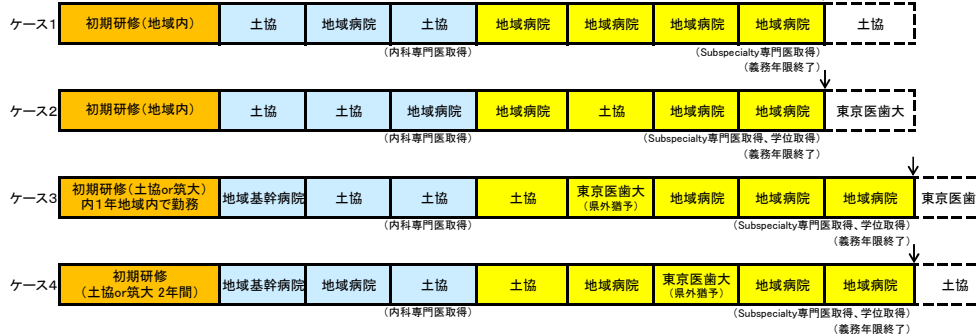 ケース1 初期研修(地域内) 土協 地域病院 土協 地域病院 地域病院 地域病院 地域病院 土協
(内科専門医取得) (Subspecialty専門医取得)
(義務年限終了)
ケース2 初期研修(地域内) 土協 土協 地域病院 地域病院 土協 地域病院 地域病院 東京医歯大
(内科専門医取得) (Subspecialty専門医取得、学位取得)
(義務年限終了)
ケース3 初期研修(土協or筑大) 内1年地域内で勤務 地域基幹病院 土協 土協 土協 東京医歯大 (県外猶予) 地域病院 地域病院 地域病院 東京医歯
(内科専門医取得) (Subspecialty専門医取得、学位取得)
(義務年限終了)
ケース4 初期研修 (土協or筑大 2年間) 地域基幹病院 地域病院 土協 土協 地域病院 東京医歯大 (県外猶予) 地域病院 地域病院 土協
(内科専門医取得) (Subspecialty専門医取得、学位取得)
(義務年限終了)